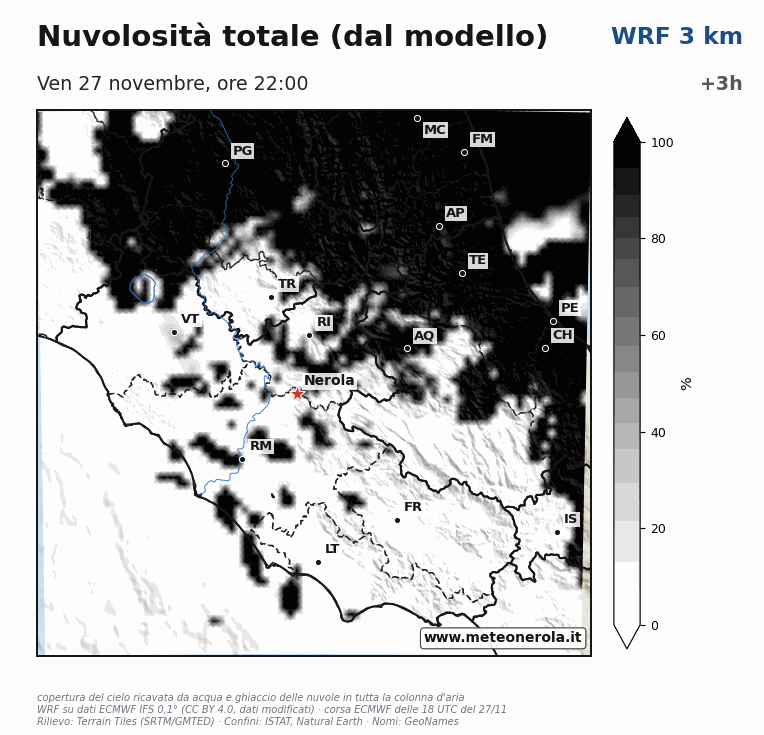 Nuvolosità totale (dal modello)
WRF 3 km
Ven 27 novembre, ore 22:00
+3h
MC
FM
PG
AP
TE
TR
PE
VT
RI
AQ
CH
Nerola
RM
FR
IS
LT
www.meteonerola.it
100
80
60
40
20
0
%
copertura del cielo ricavata da acqua e ghiaccio delle nuvole in tutta la colonna d'aria
WRF su dati ECMWF IFS 0,1° (CC BY 4.0, dati modificati) · corsa ECMWF delle 18 UTC del 27/11
Rilievo: Terrain Tiles (SRTM/GMTED) · Confini: ISTAT, Natural Earth · Nomi: GeoNames